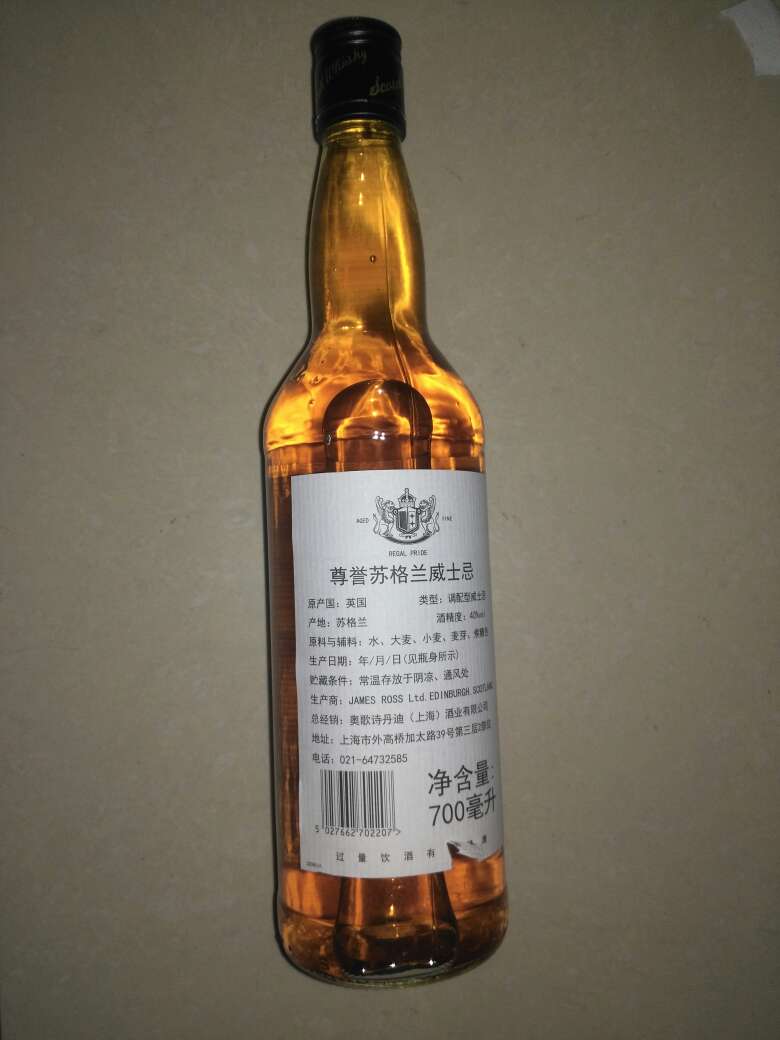 Whisky
Scotch
AGED FINE
REGAL PRIDE
尊誉苏格兰威士忌
原产国：英国 类型：调配型威士忌
产地：苏格兰 酒精度：40%vol
原料与辅料：水、大麦、小麦、麦芽、焦糖色
生产日期：年/月/日(见瓶身所示)
贮藏条件：常温存放于阴凉、通风处
生产商：JAMES ROSS Ltd.EDINBURGH.SCOTLAND
总经销：奥歌诗丹迪（上海）酒业有限公司
地址：上海市外高桥加太路39号第三层2部位
电话：021-64732585
净含量：
700毫升
5 027662 702207 >
过量饮酒有 康